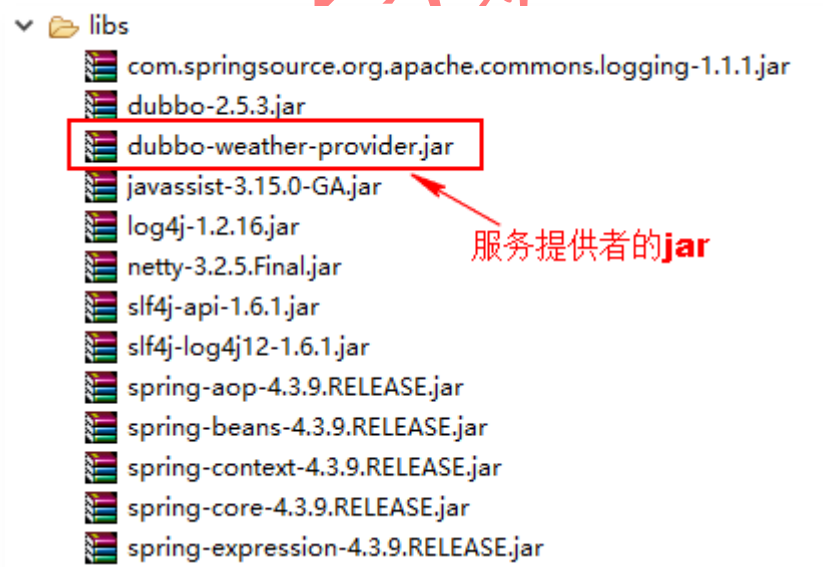 libs
com.springsource.org.apache.commons.logging-1.1.1.jar
dubbo-2.5.3.jar
dubbo-weather-provider.jar
javassist-3.15.0-GA.jar
log4j-1.2.16.jar
服务提供者的jar
netty-3.2.5.Final.jar
slf4j-api-1.6.1.jar
slf4j-log4j12-1.6.1.jar
spring-aop-4.3.9.RELEASE.jar
spring-beans-4.3.9.RELEASE.jar
spring-context-4.3.9.RELEASE.jar
spring-core-4.3.9.RELEASE.jar
spring-expression-4.3.9.RELEASE.jar